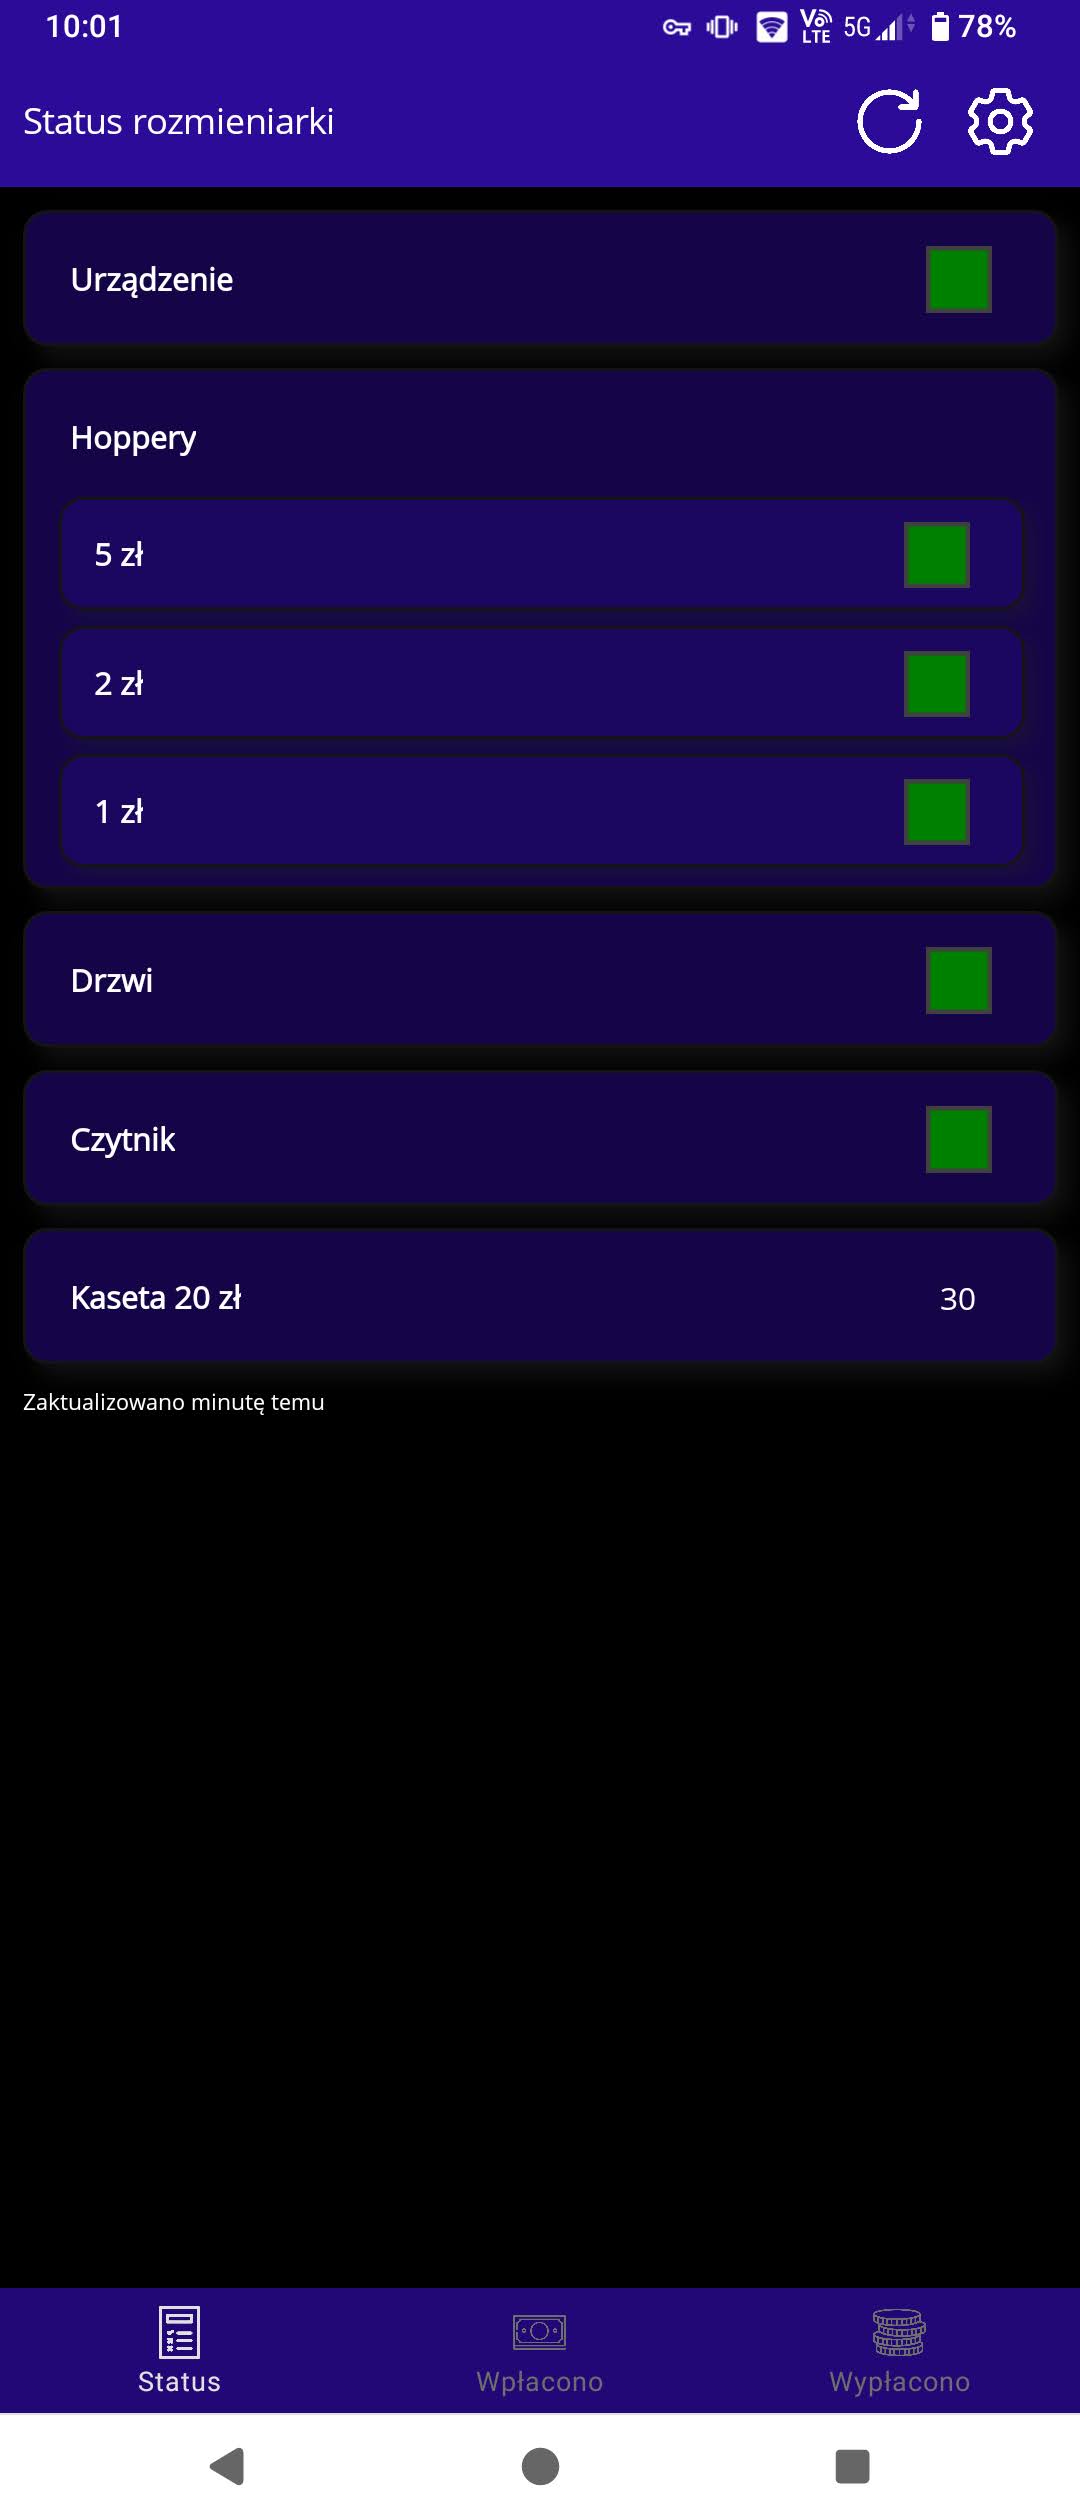 10:01
Vo LTE 5G 78%
Status rozmieniarki
Urządzenie
Hoppery
5 zł
2 zł
1 zł
Drzwi
Czytnik
Kaseta 20 zł 30
Zaktualizowano minutę temu
Status Wpłacono Wypłacono